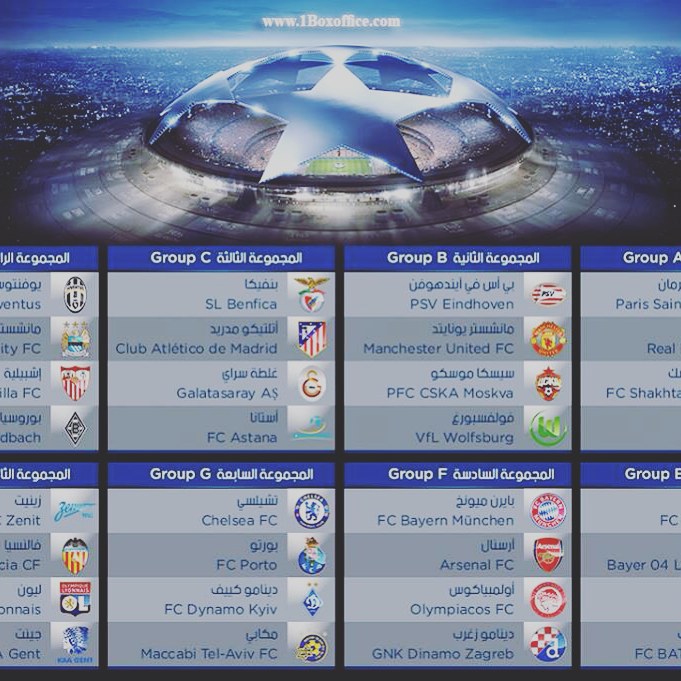 www.1Boxoffice.com
Group A
Paris Sain
Real
FC Shakhta
Group B المجموعة الثانية
بي أس في أيندهوفن
PSV Eindhoven
مانشستر يونايتد
Manchester United FC
سيسكا موسكو
PFC CSKA Moskva
فولفسبورغ
VfL Wolfsburg
Group C المجموعة الثالثة
بنفيكا
SL Benfica
أتلتيكو مدريد
Club Atlético de Madrid
غلطة سراي
Galatasaray AŞ
أستانا
FC Astana
المجموعة الرا
يوفنتوس
ventus
مانشستر
ity FC
إشبيلية
illa FC
بوروسيا
dbach
Group E
FC
Bayer 04 L
FC BAT
Group F المجموعة السادسة
بايرن ميونخ
FC Bayern München
أرسنال
Arsenal FC
أولمبياكوس
Olympiacos FC
دينامو زغرب
GNK Dinamo Zagreb
Group G المجموعة السابعة
تشيلسي
Chelsea FC
بورتو
FC Porto
دينامو كييف
FC Dynamo Kyiv
مكابي
Maccabi Tel-Aviv FC
المجموعة الثا
زينيت
Zenit
فالنسيا
cia CF
ليون
onnais
جينت
Gent